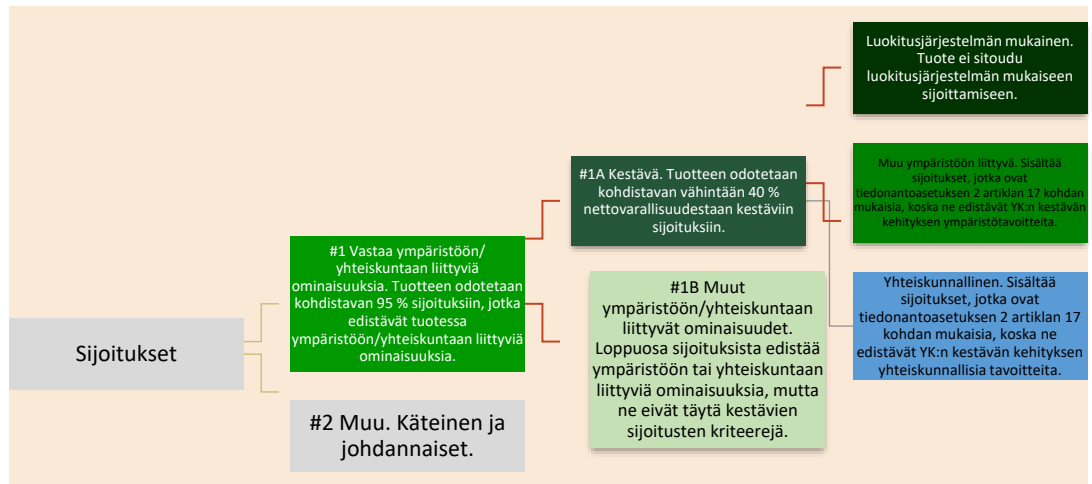 Sijoitukset
#1 Vastaa ympäristöön/
yhteiskuntaan liittyviä
ominaisuuksia. Tuotteen odotetaan
kohdistavan 95 % sijoituksiin, jotka
edistävät tuotessa
ympäristöön/yhteiskuntaan liittyviä
ominaisuuksia.
#2 Muu. Käteinen ja
johdannaiset.
#1A Kestävä. Tuotteen odotetaan
kohdistavan vähintään 40 %
nettovarallisuudestaan kestäviin
sijoituksiin.
#1B Muut
ympäristöön/yhteiskuntaan
liittyvät ominaisuudet.
Loppuosa sijoituksista edistää
ympäristöön tai yhteiskuntaan
liittyviä ominaisuuksia, mutta
ne eivät täytä kestävien
sijoitusten kriteerejä.
Luokitusjärjestelmän mukainen.
Tuote ei sitoudu
luokitusjärjestelmän mukaiseen
sijoittamiseen.
Muu ympäristöön liittyvä. Sisältää
sijoitukset, jotka ovat
tiedonantoasetuksen 2 artiklan 17 kohdan
mukaisia, koska ne edistävät YK:n kestävän
kehityksen ympäristötavoitteita.
Yhteiskunnallinen. Sisältää
sijoitukset, jotka ovat
tiedonantoasetuksen 2 artiklan 17
kohdan mukaisia, koska ne
edistävät YK:n kestävän kehityksen
yhteiskunnallisia tavoitteita.